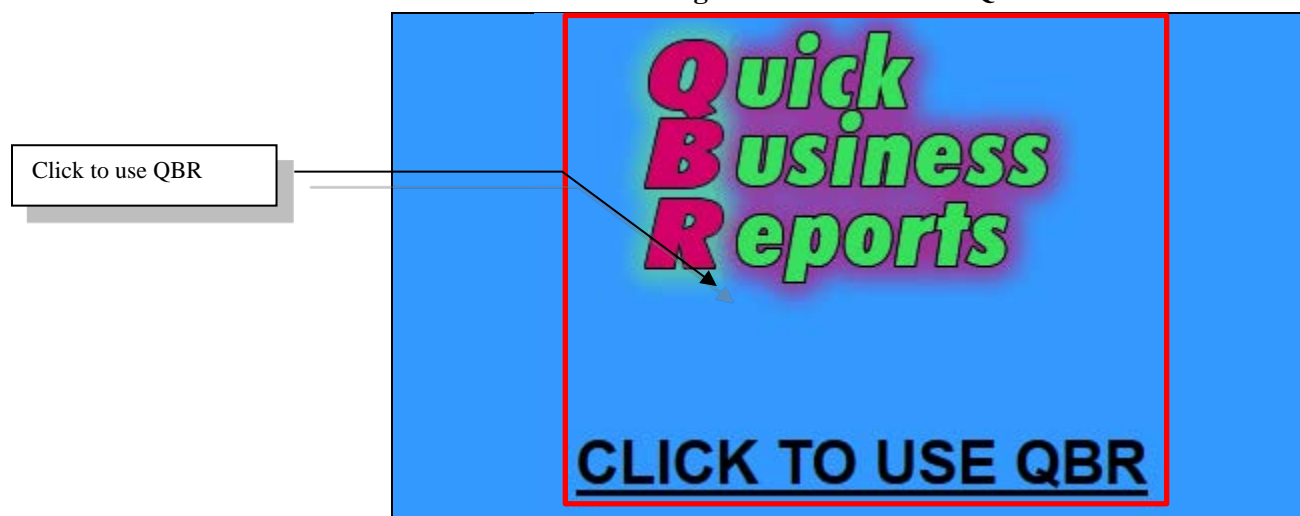 Click to use QBR
Quick
Business
Reports
CLICK TO USE QBR